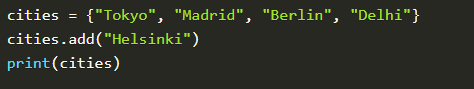 cities = {"Tokyo", "Madrid", "Berlin", "Delhi"}
cities.add("Helsinki")
print(cities)